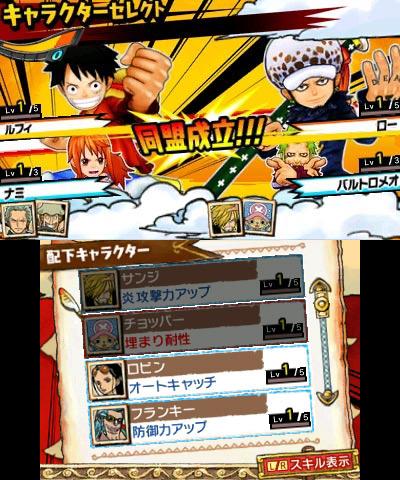 キャラクターセレクト
Lv 1/5
ルフィ
Lv 1/5
ロー
同盟成立!!!
Lv 1/3
ナミ
Lv 1/3
バルトロメオ
配下キャラクター
サンジ
炎攻撃力アップ
Lv 1/5
チョッパー
埋まり耐性
Lv 1/5
ロビン
オートキャッチ
Lv 1/5
フランキー
防御力アップ
Lv 1/5
L/R スキル表示